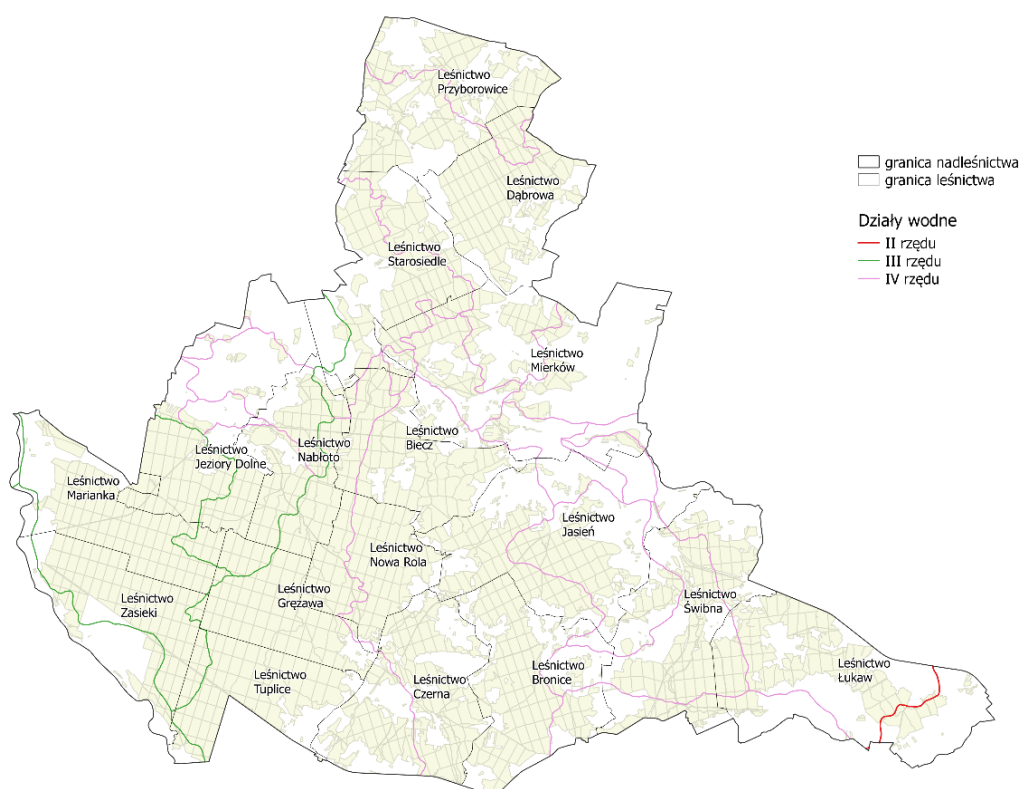 Leśnictwo
Przyborowice
Leśnictwo
Dąbrowa
granica nadleśnictwa
granica leśnictwa
Działy wodne
II rzędu
III rzędu
IV rzędu
Leśnictwo
Starosiedle
Leśnictwo
Mierków
Leśnictwo
Biecz
Leśnictwo
Nabłoto
Leśnictwo
Jeziory Dolne
Leśnictwo
Marianka
Leśnictwo
Jasień
Leśnictwo
Nowa Rola
Leśnictwo
Gręzawa
Leśnictwo
Zasieki
Leśnictwo
Świbna
Leśnictwo
Tuplice
Leśnictwo
Czerna
Leśnictwo
Bronice
Leśnictwo
Łukaw